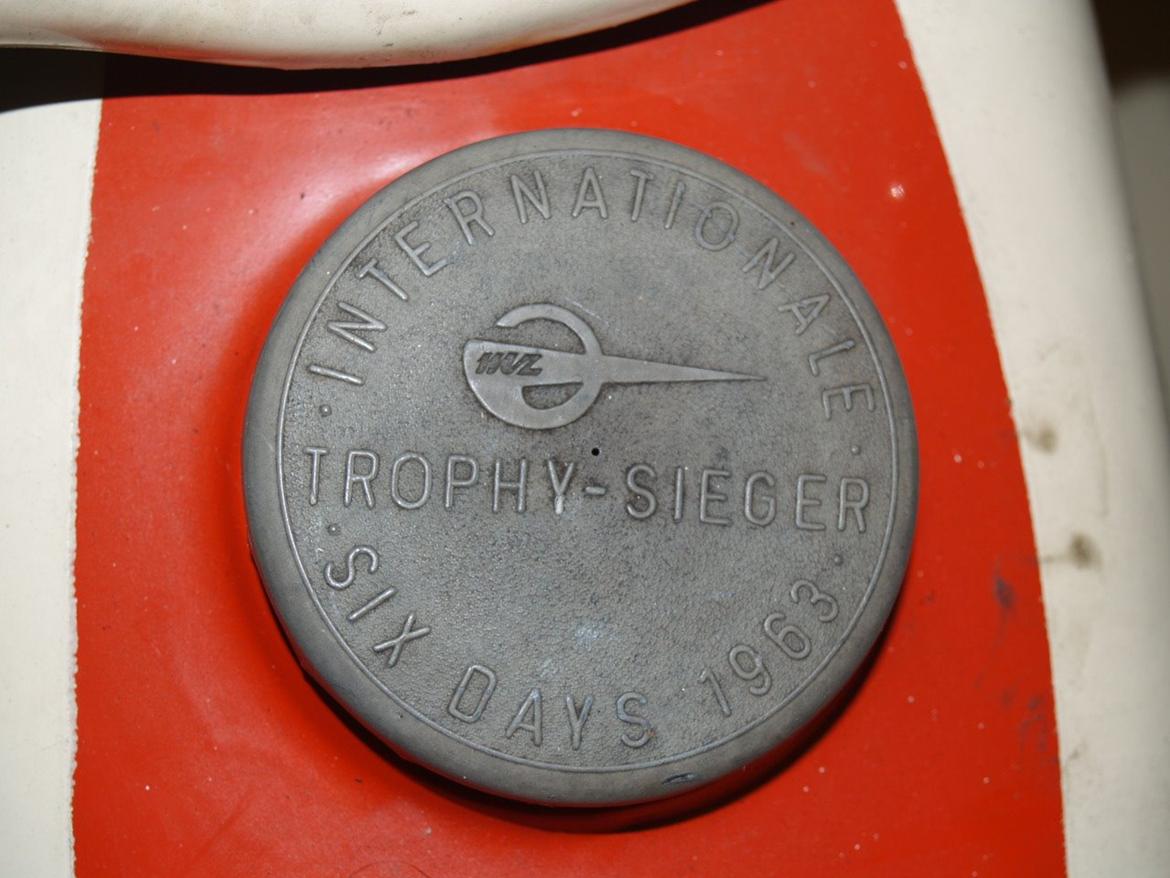 · INTERNATIONALE ·
MZ
TROPHY-SIEGER
· SIX DAYS 1963 ·